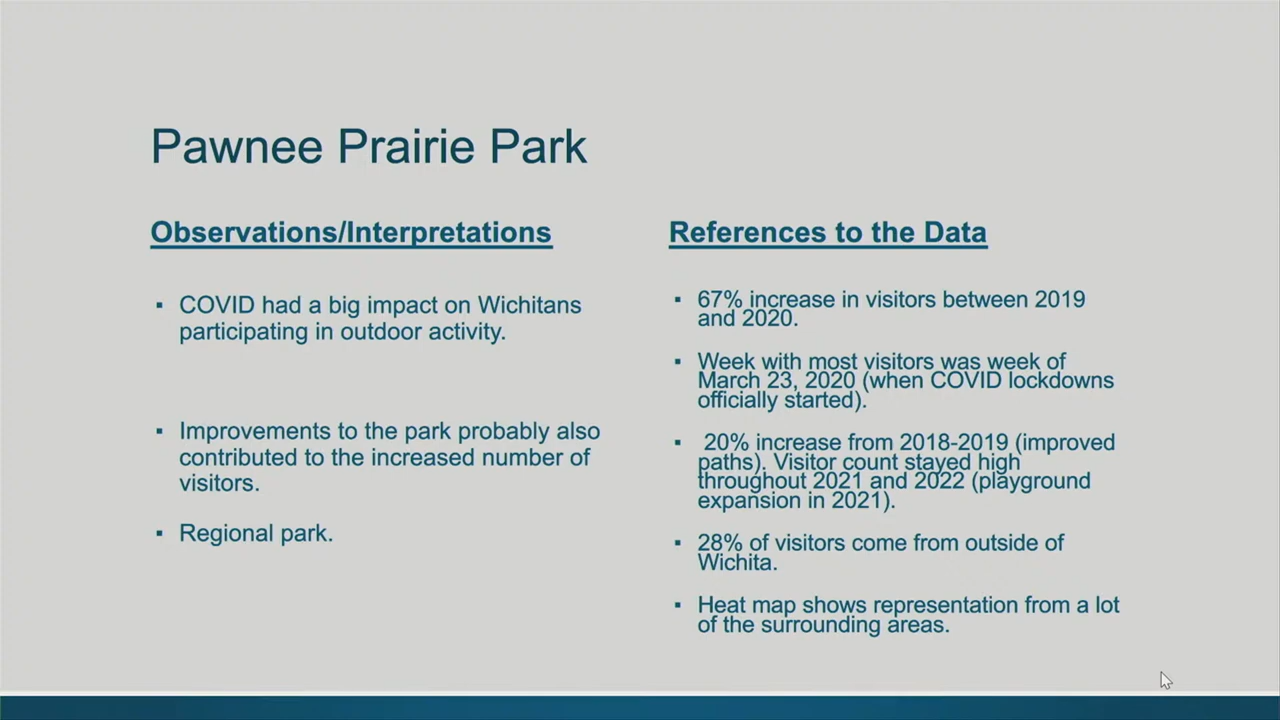 Pawnee Prairie Park
Observations/Interpretations
▪ COVID had a big impact on Wichitans
participating in outdoor activity.
▪ Improvements to the park probably also
contributed to the increased number of
visitors.
▪ Regional park.
References to the Data
▪ 67% increase in visitors between 2019
and 2020.
▪ Week with most visitors was week of
March 23, 2020 (when COVID lockdowns
officially started).
▪ 20% increase from 2018-2019 (improved
paths). Visitor count stayed high
throughout 2021 and 2022 (playground
expansion in 2021).
▪ 28% of visitors come from outside of
Wichita.
▪ Heat map shows representation from a lot
of the surrounding areas.